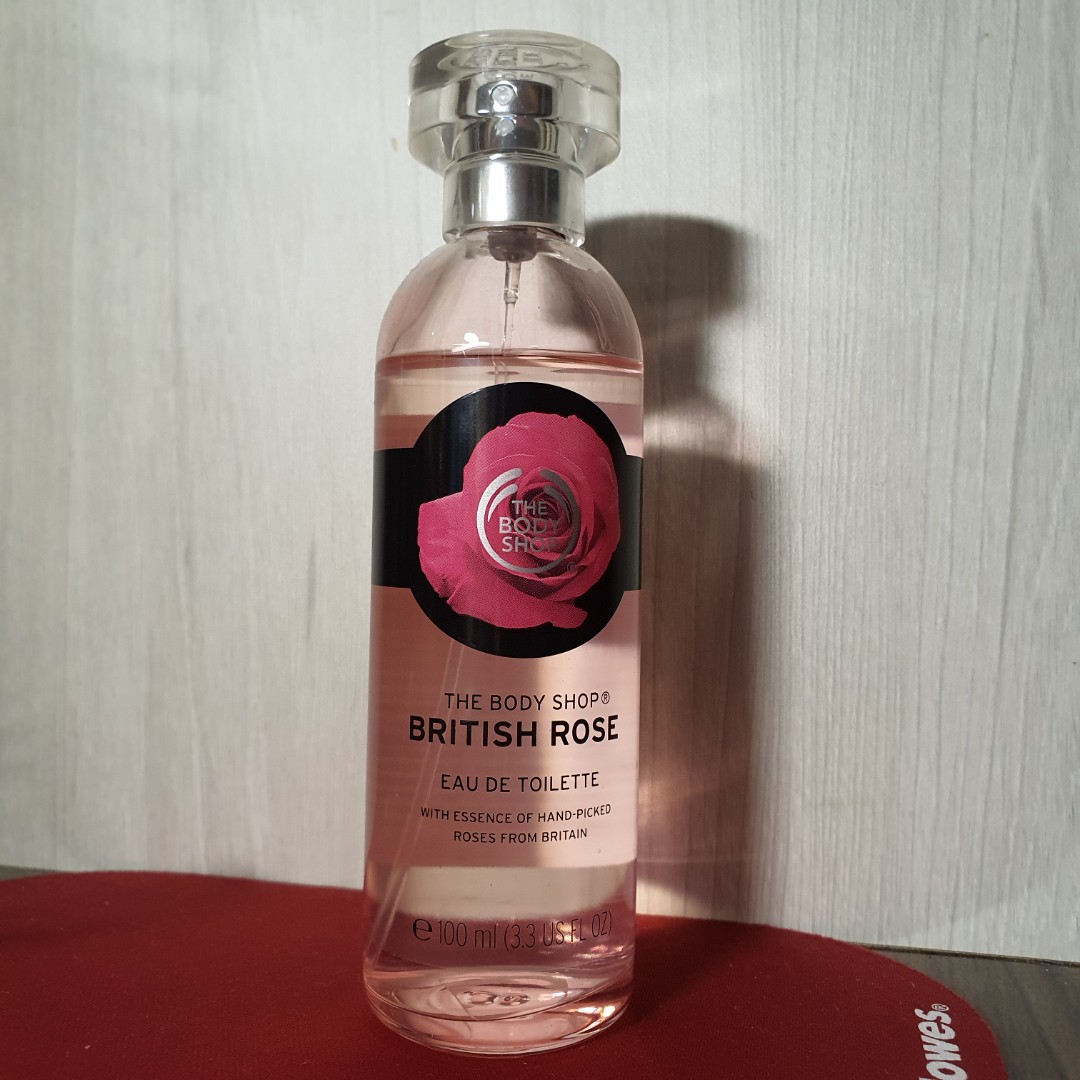 THE
BODY
SHOP
®
THE BODY SHOP®
BRITISH ROSE
EAU DE TOILETTE
WITH ESSENCE OF HAND-PICKED
ROSES FROM BRITAIN
e 100 ml (3.3 US FL OZ)